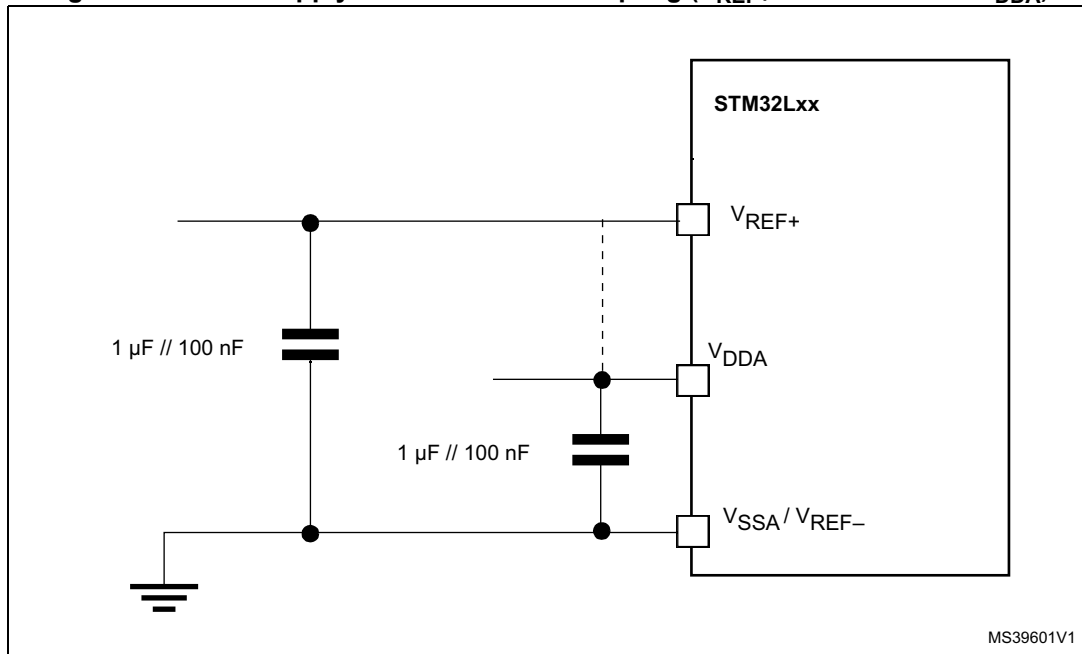 STM32Lxx
VREF+
1 µF // 100 nF
VDDA
1 µF // 100 nF
VSSA / VREF–
MS39601V1